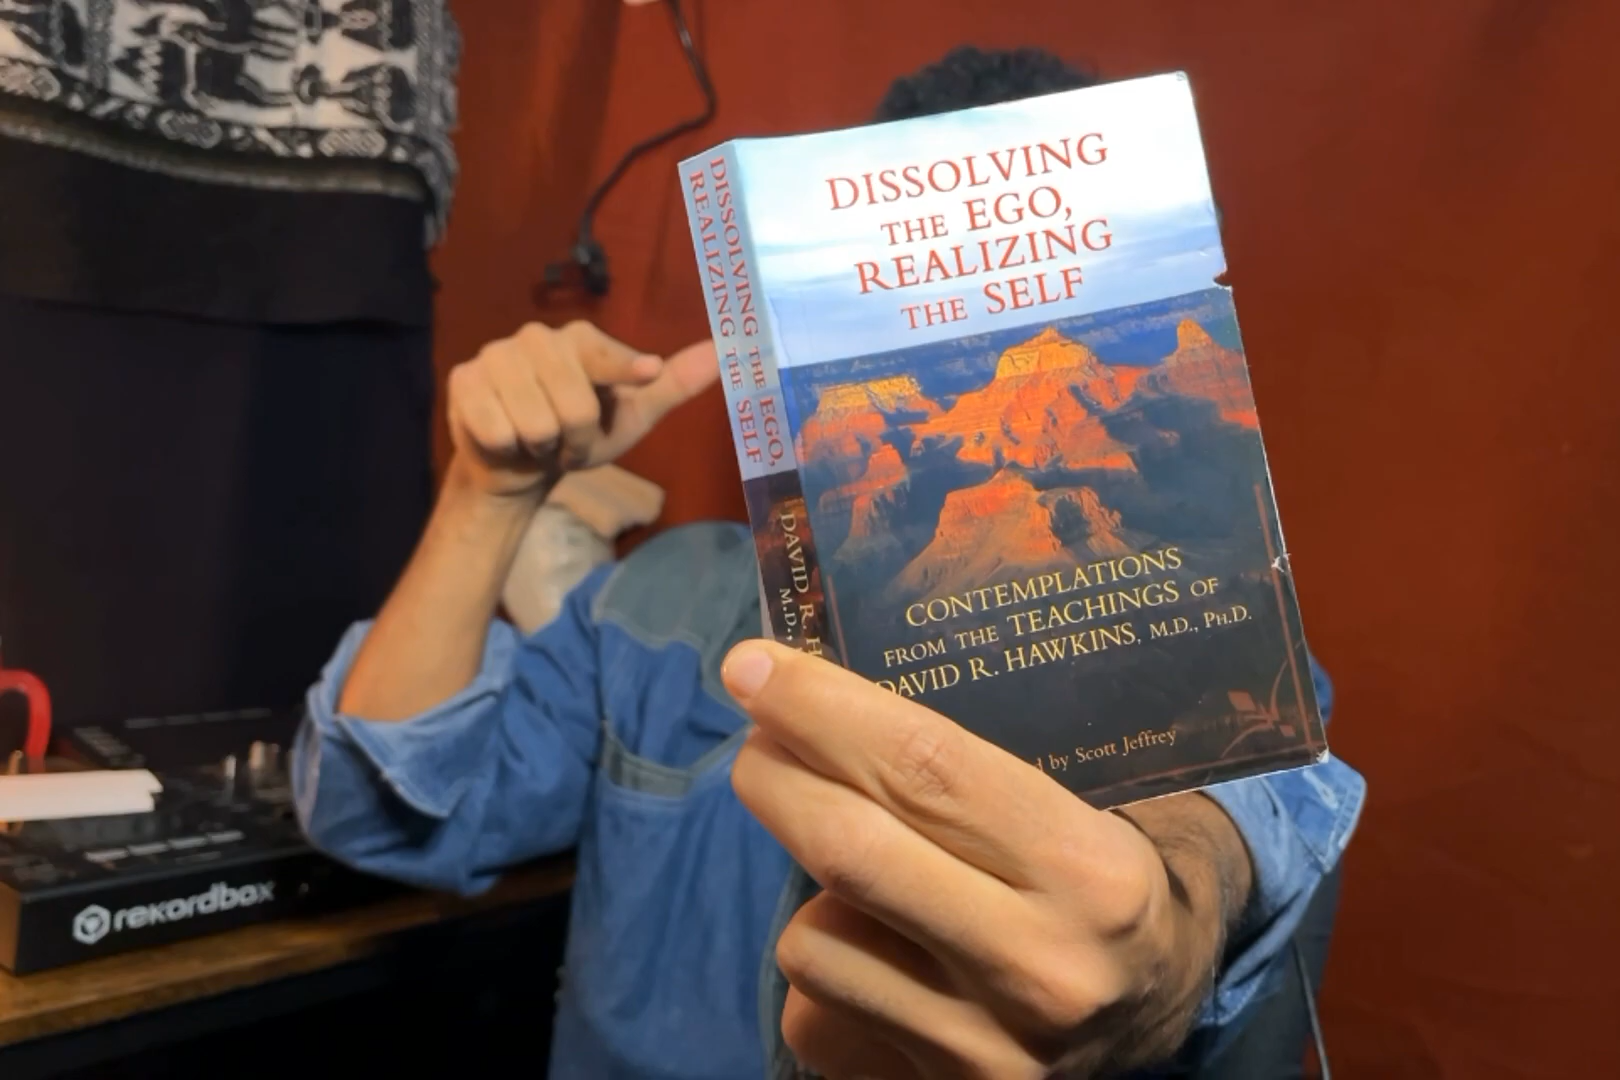 DISSOLVING THE EGO,
REALIZING THE SELF
DAVID R. H
M.D.,
DISSOLVING
THE EGO,
REALIZING
THE SELF
CONTEMPLATIONS
FROM THE TEACHINGS OF
DAVID R. HAWKINS, M.D., PH.D.
by Scott Jeffrey
rekordbox